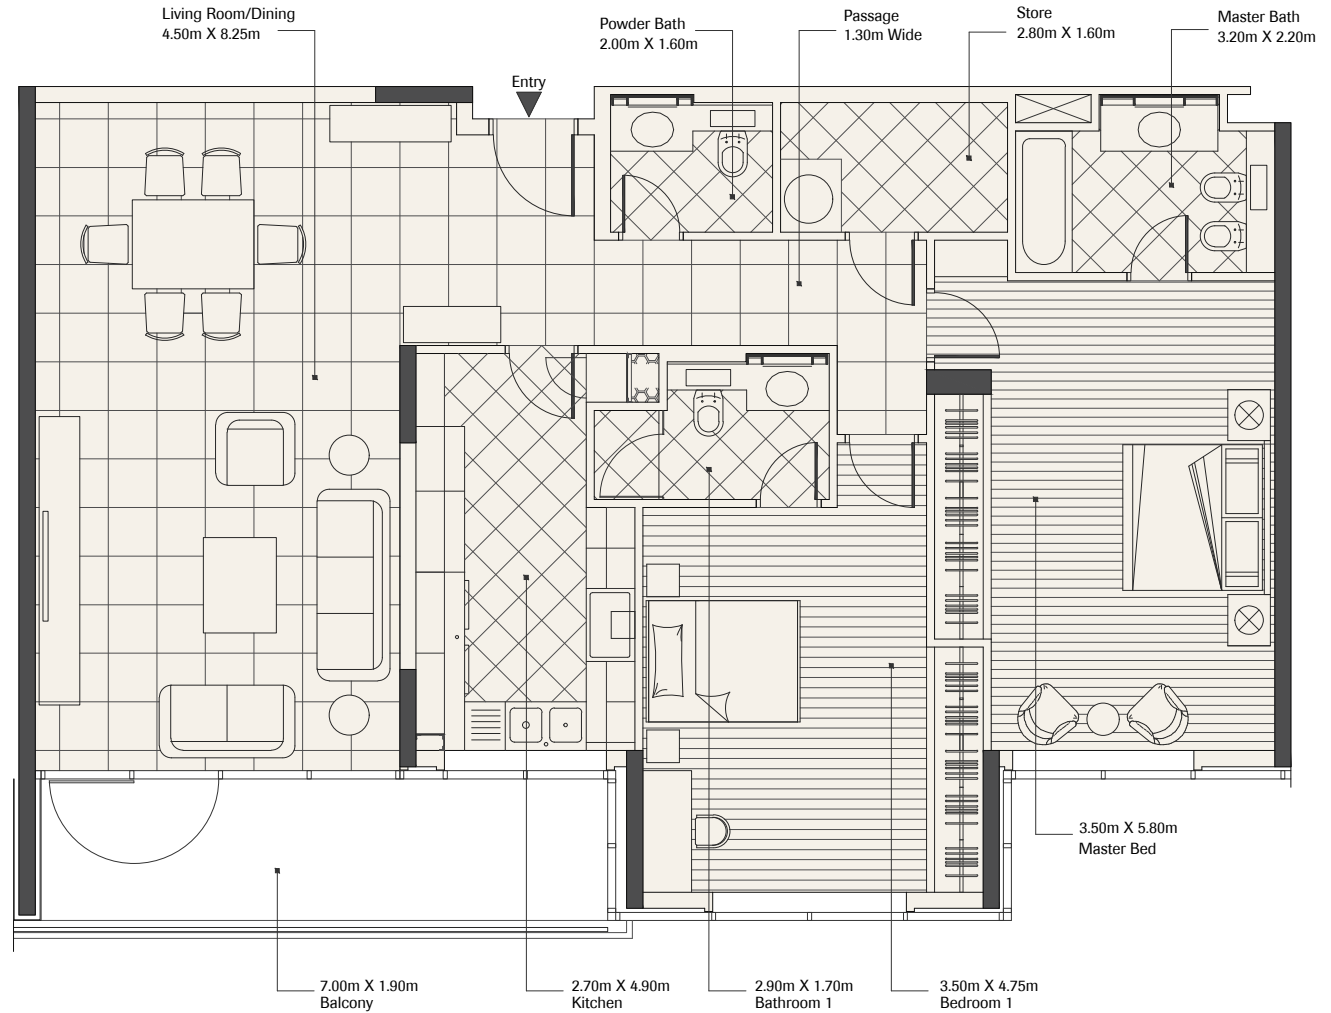 Living Room/Dining
4.50m X 8.25m
Powder Bath
2.00m X 1.60m
Passage
1.30m Wide
Store
2.80m X 1.60m
Master Bath
3.20m X 2.20m
Entry
3.50m X 5.80m
Master Bed
7.00m X 1.90m
Balcony
2.70m X 4.90m
Kitchen
2.90m X 1.70m
Bathroom 1
3.50m X 4.75m
Bedroom 1